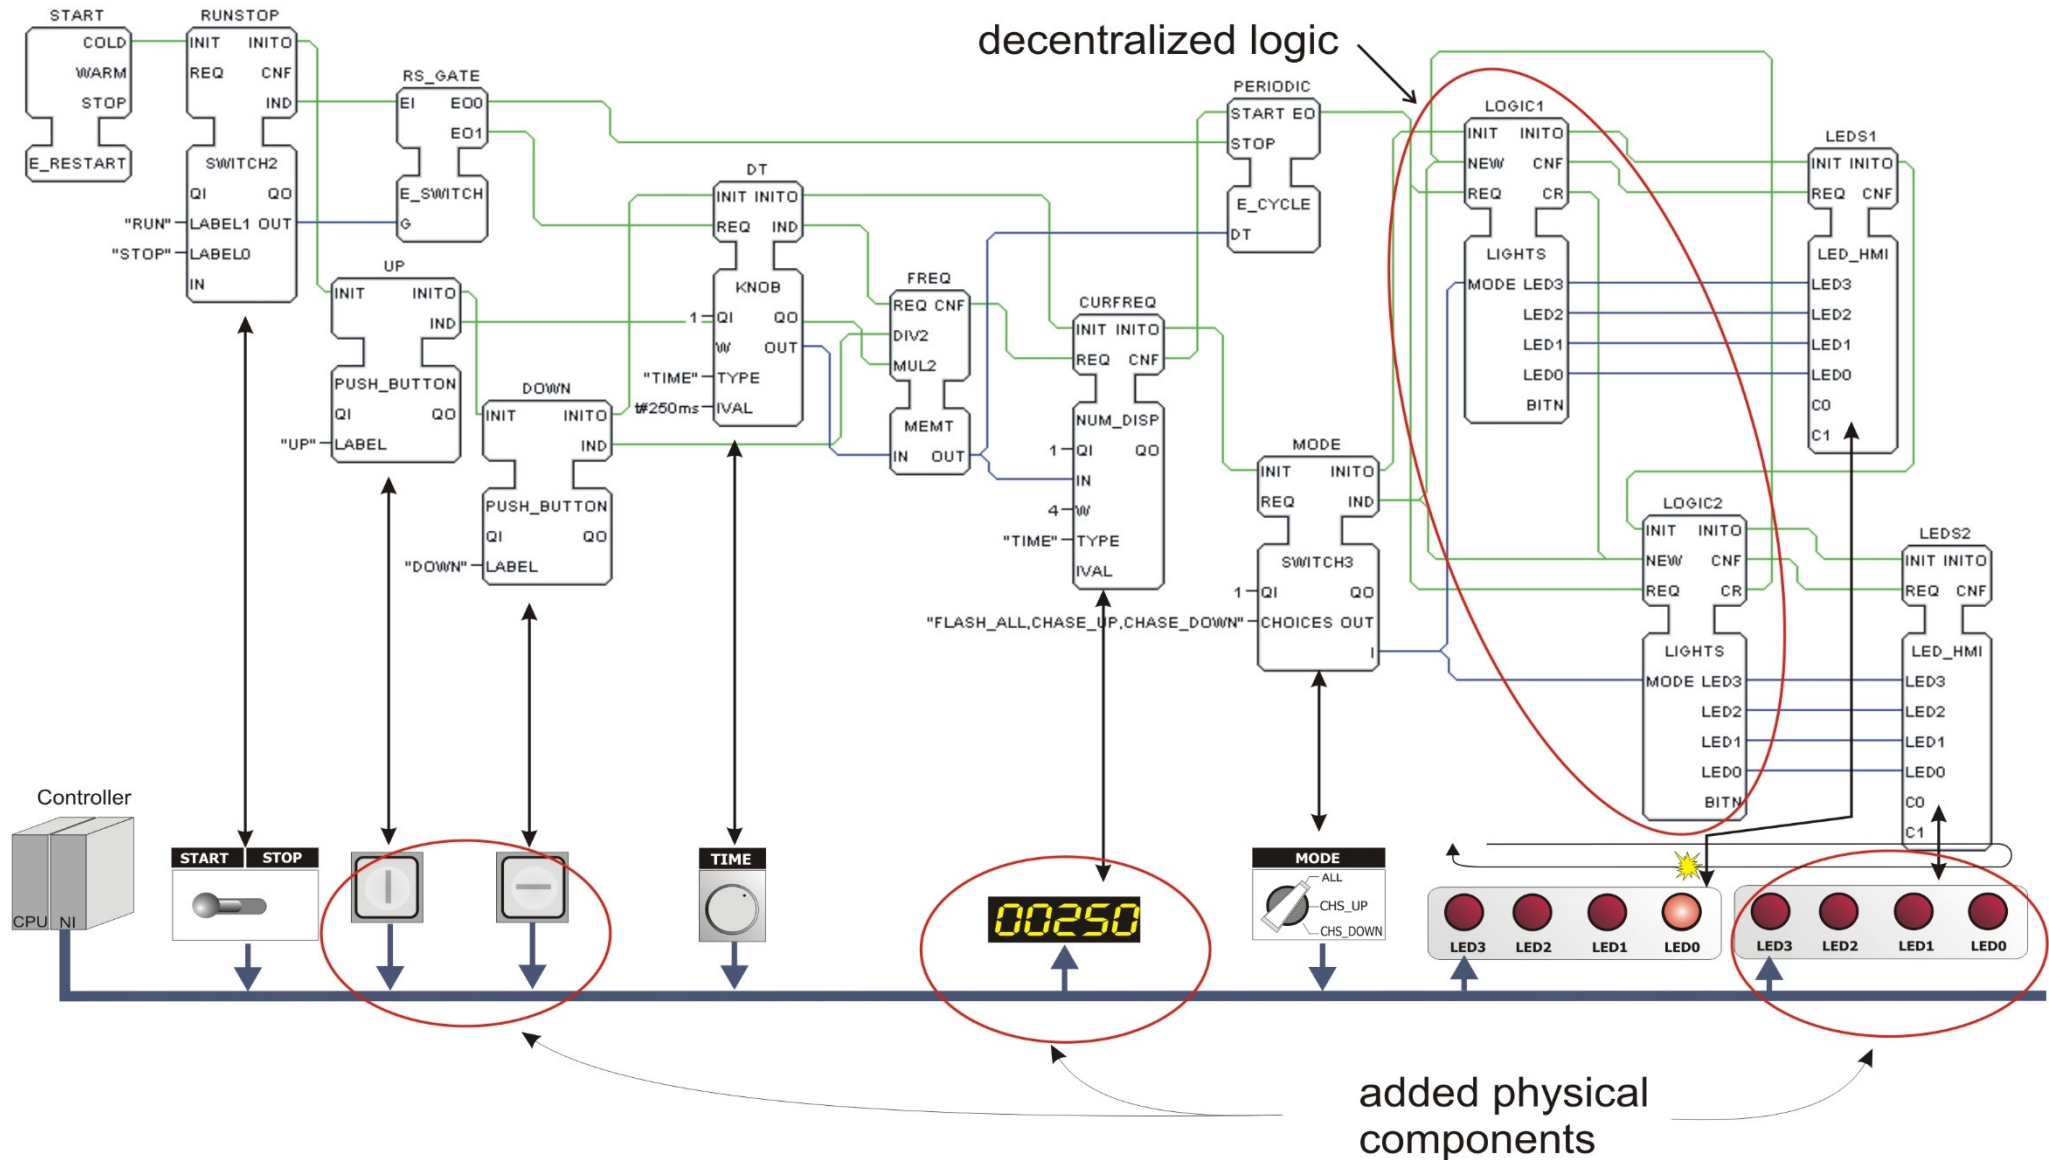 decentralized logic
START
COLD
WARM
STOP
E_RESTART
RUNSTOP
INIT INITO
REQ CNF
IND
SWITCH2
QI QO
"RUN" LABEL1 OUT
"STOP" LABEL0
IN
RS_GATE
EI EO0
EO1
E_SWITCH
G
UP
INIT INITO
IND
PUSH_BUTTON
QI QO
"UP" LABEL
DOWN
INIT INITO
IND
PUSH_BUTTON
QI QO
"DOWN" LABEL
DT
INIT INITO
REQ IND
KNOB
1 QI QO
W OUT
"TIME" TYPE
t#250ms IVAL
FREQ
REQ CNF
DIV2
MUL2
MEMT
IN OUT
CURFREQ
INIT INITO
REQ CNF
NUM_DISP
1 QI QO
IN
4 W
"TIME" TYPE
IVAL
PERIODIC
START EO
STOP
E_CYCLE
DT
MODE
INIT INITO
REQ IND
SWITCH3
1 QI QO
"FLASH_ALL,CHASE_UP,CHASE_DOWN" CHOICES OUT
I
LOGIC1
INIT INITO
NEW CNF
REQ CR
LIGHTS
MODE LED3
LED2
LED1
LED0
BITN
LEDS1
INIT INITO
REQ CNF
LED_HMI
LED3
LED2
LED1
LED0
C0
C1
LOGIC2
INIT INITO
NEW CNF
REQ CR
LIGHTS
MODE LED3
LED2
LED1
LED0
BITN
LEDS2
INIT INITO
REQ CNF
LED_HMI
LED3
LED2
LED1
LED0
C0
C1
Controller
CPU NI
START STOP
TIME
00250
MODE
ALL
CHS_UP
CHS_DOWN
LED3 LED2 LED1 LED0
LED3 LED2 LED1 LED0
added physical
components